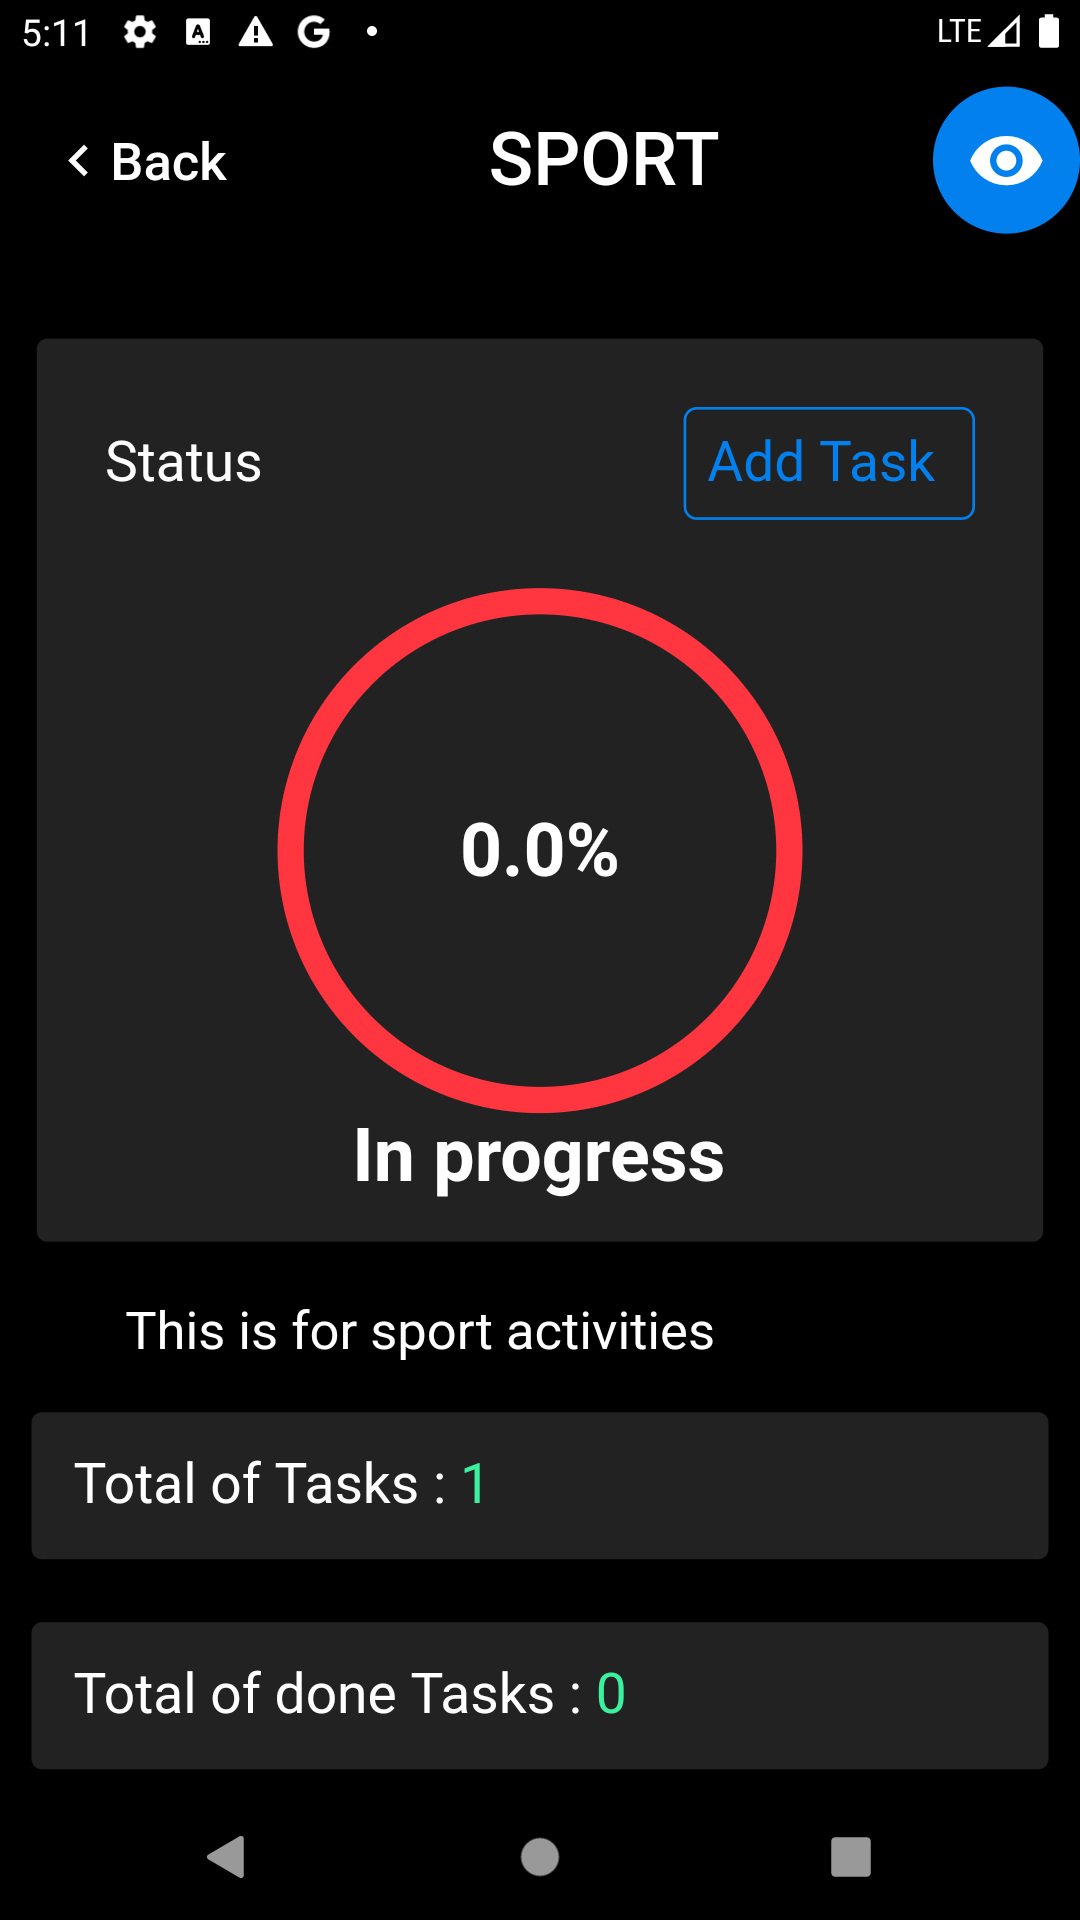 5:11 LTE
Back SPORT
Status Add Task
0.0%
In progress
This is for sport activities
Total of Tasks : 1
Total of done Tasks : 0